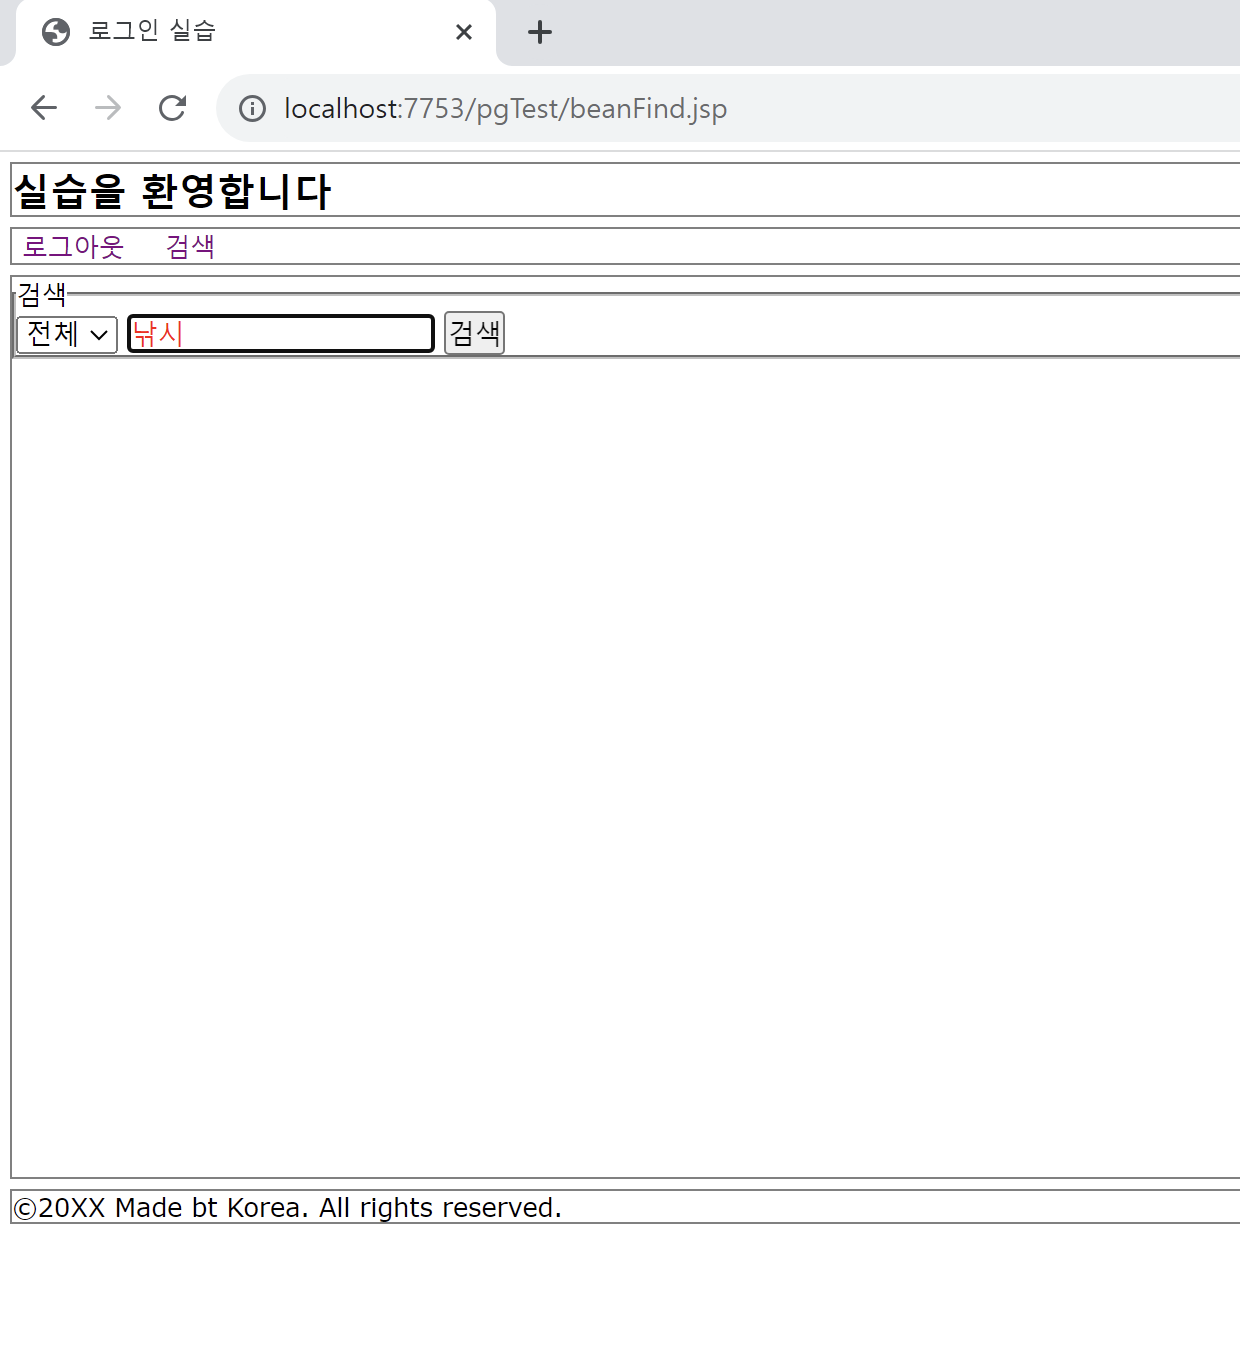 로그인 실습
localhost:7753/pgTest/beanFind.jsp
실습을 환영합니다
로그아웃 검색
검색
전체 낚시 검색
©20XX Made bt Korea. All rights reserved.